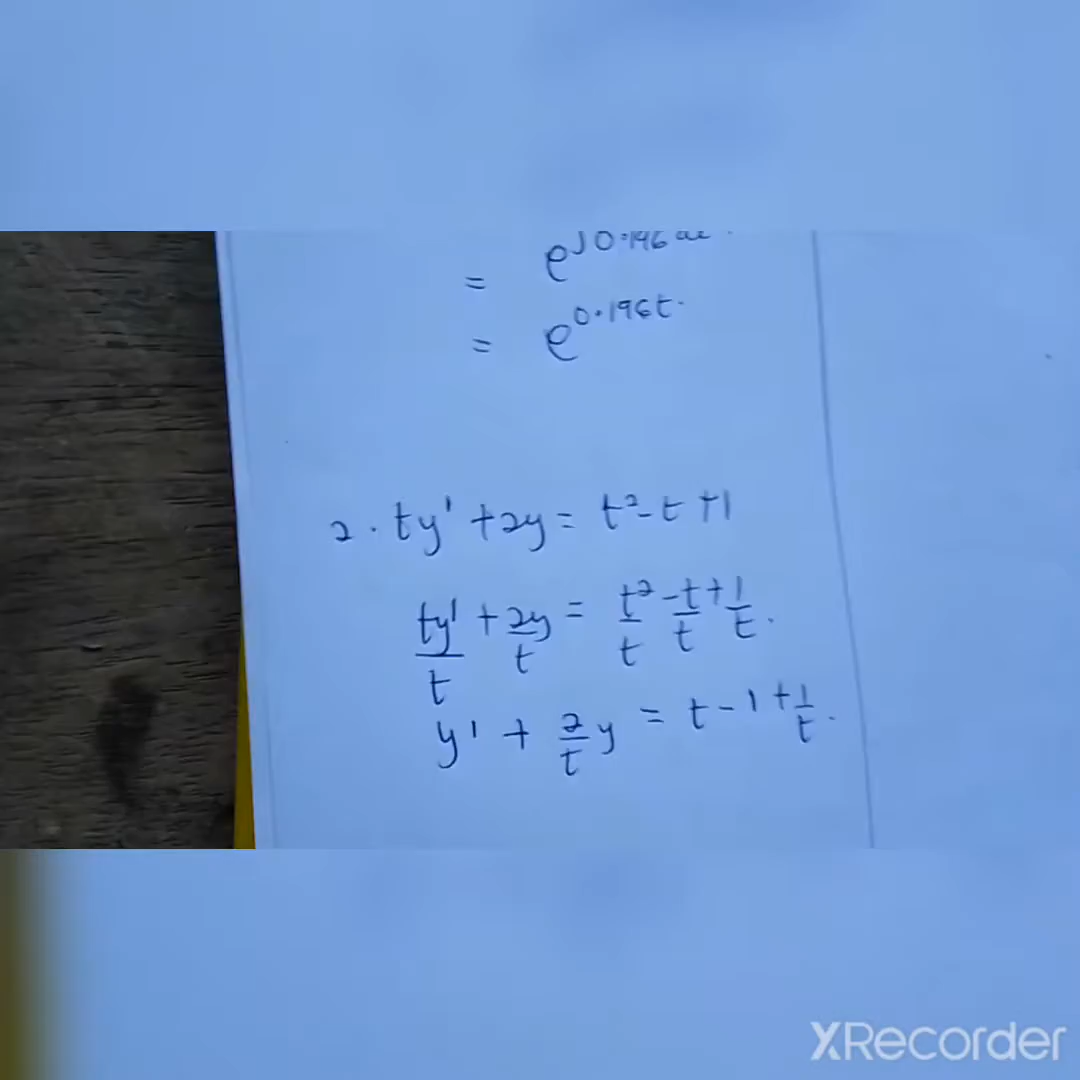 = e^∫0.196 dt.
= e^0.196t.
2. ty' + 2y = t² - t + 1
ty'/t + 2y/t = t²/t - t/t + 1/t.
y' + 2/t y = t - 1 + 1/t.
XRecorder